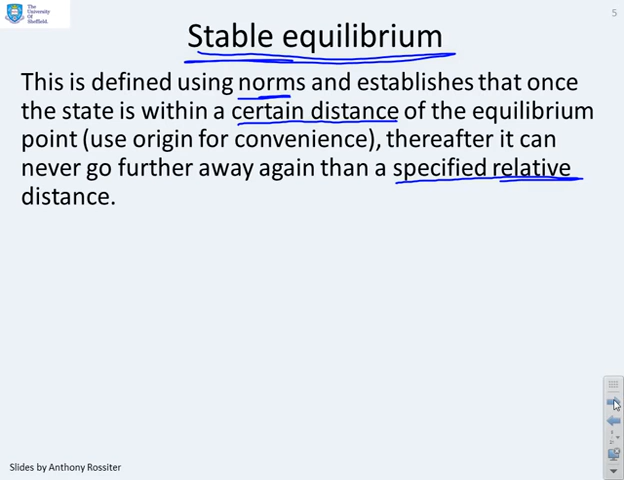 The
University
Of
Sheffield.
5
Stable equilibrium
This is defined using norms and establishes that once
the state is within a certain distance of the equilibrium
point (use origin for convenience), thereafter it can
never go further away again than a specified relative
distance.
Slides by Anthony Rossiter